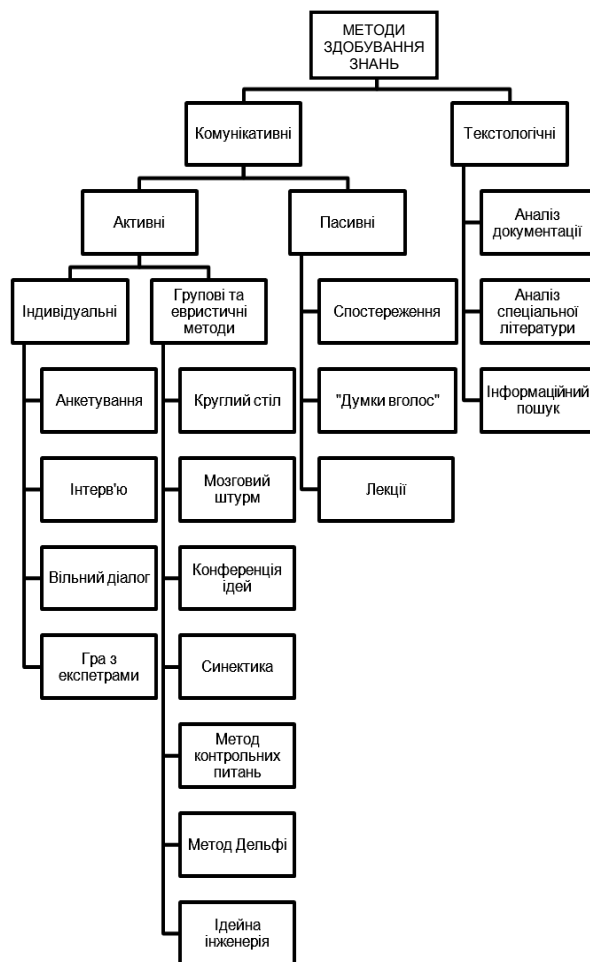 МЕТОДИ
ЗДОБУВАННЯ
ЗНАНЬ
Комунікативні
Текстологічні
Активні
Пасивні
Аналіз
документації
Індивідуальні
Групові та
евристичні
методи
Спостереження
Аналіз
спеціальної
літератури
Анкетування
Круглий стіл
"Думки вголос"
Інформаційний
пошук
Інтерв'ю
Мозговий
штурм
Лекції
Вільний діалог
Конференція
ідей
Гра з
експетрами
Синектика
Метод
контрольних
питань
Метод Дельфі
Ідейна
інженерія